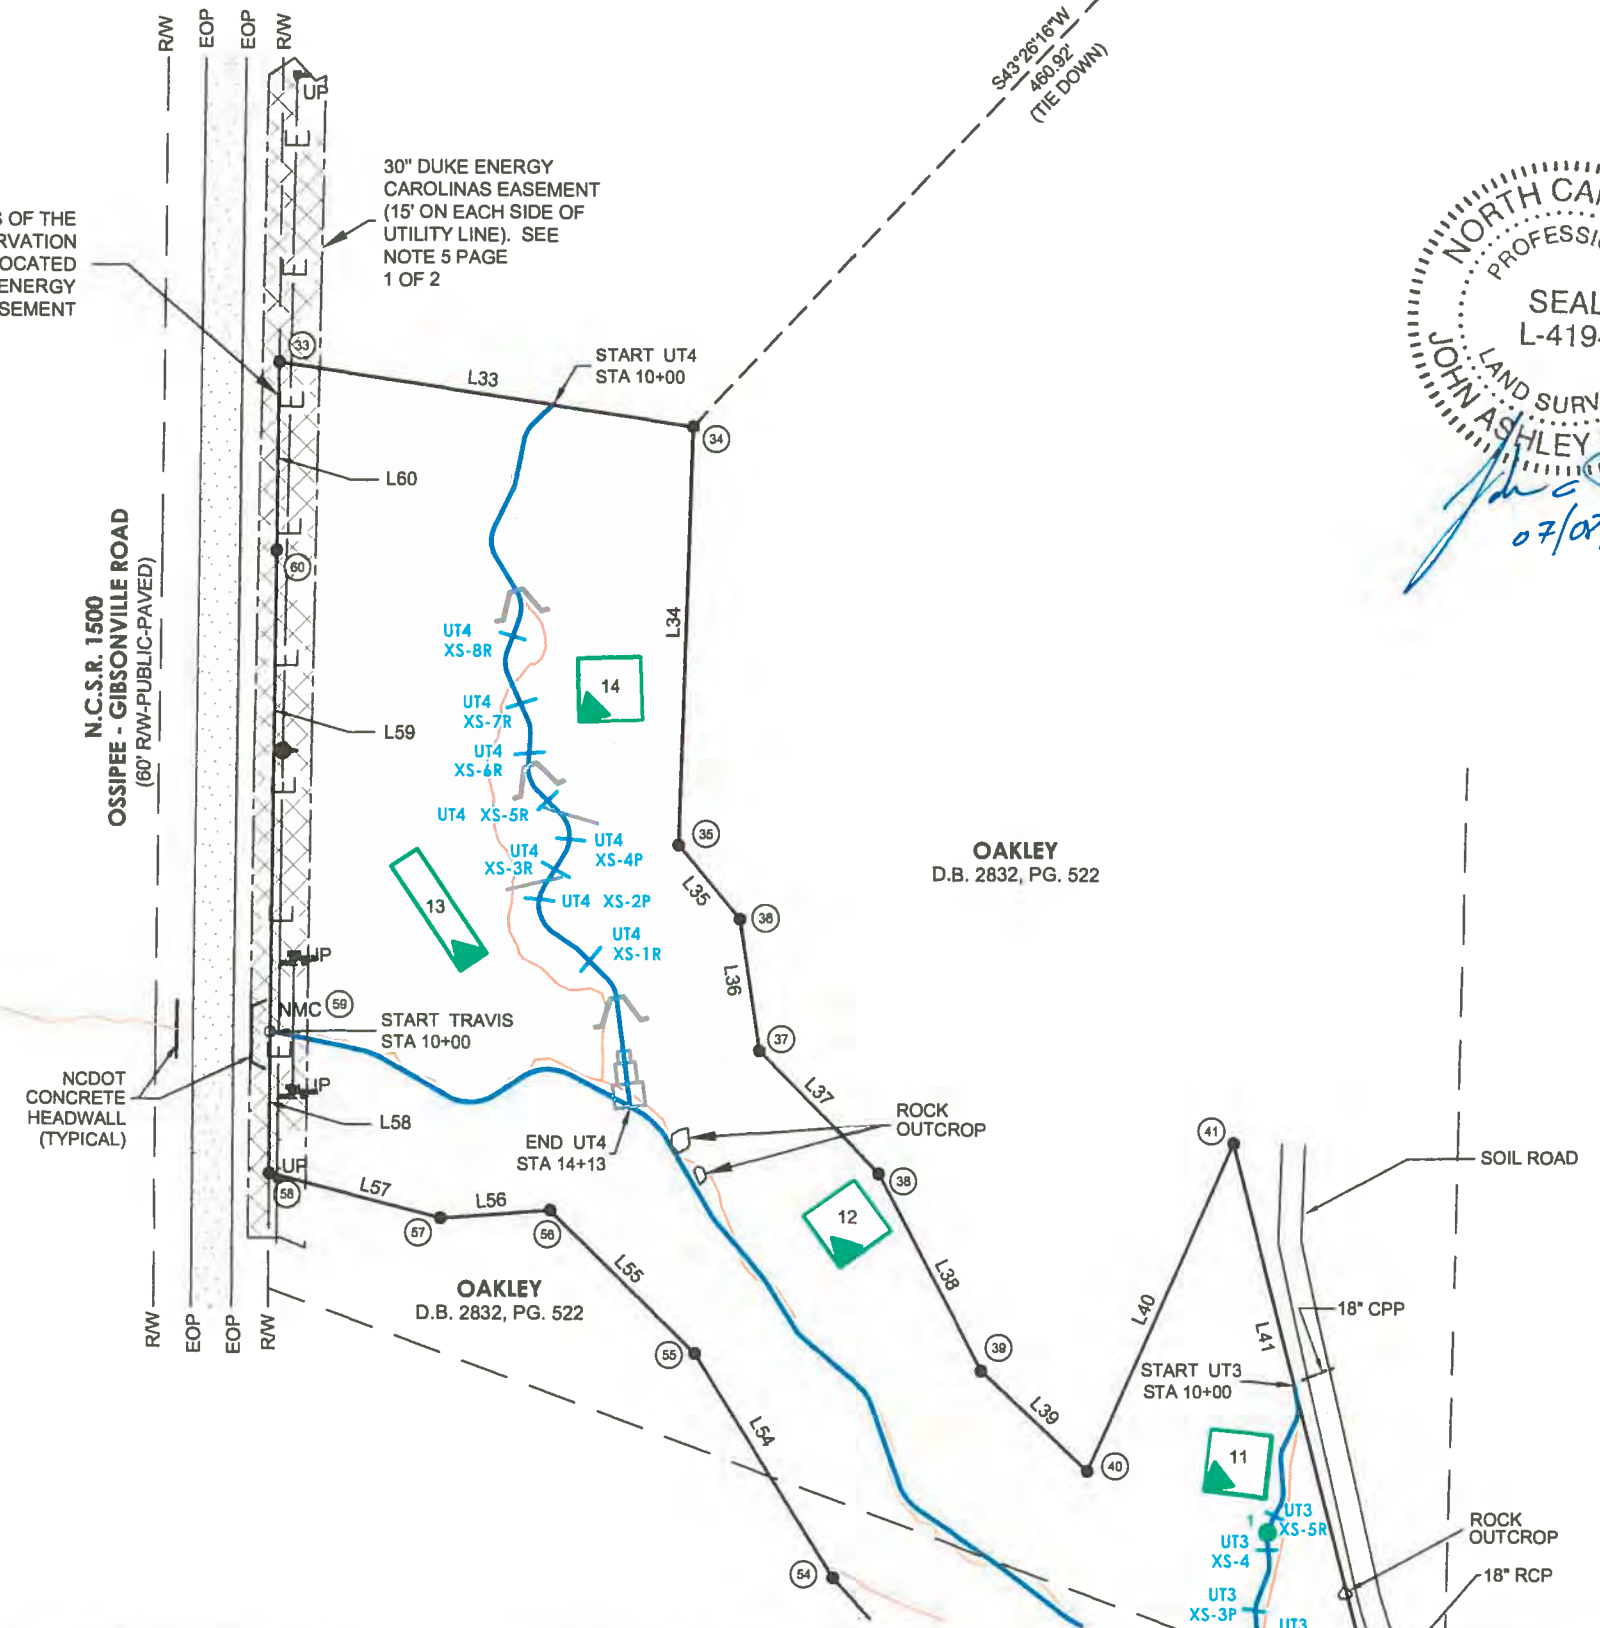 R/W
EOP
EOP
R/W
UP
S43°26'16"W
460.92'
(TIE DOWN)
30" DUKE ENERGY
CAROLINAS EASEMENT
(15' ON EACH SIDE OF
UTILITY LINE). SEE
NOTE 5 PAGE
1 OF 2
OF THE
OCATED
ENERGY
NORTH CA
PROFESSI
SEAL
L-419
LAND SURV
JOHN ASHLEY
07/08
33
L33
START UT4
STA 10+00
34
L60
60
L34
N.C.S.R. 1500
OSSIPEE - GIBSONVILLE ROAD
(60' R/W-PUBLIC-PAVED)
UT4
XS-8R
14
UT4
XS-7R
L59
UT4
XS-6R
UT4 XS-5R
UT4
XS-4P
35
UT4
XS-3R
OAKLEY
D.B. 2832, PG. 522
L35
13
UT4 XS-2P
36
UT4
XS-1R
UP
L36
NMC 59
START TRAVIS
STA 10+00
37
NCDOT
CONCRETE
HEADWALL
(TYPICAL)
UP
L37
L58
ROCK
OUTCROP
END UT4
STA 14+13
41
SOIL ROAD
UP
58
L57
L56
38
57
56
12
L55
L38
OAKLEY
D.B. 2832, PG. 522
L40
18" CPP
R/W
EOP
EOP
R/W
L41
55
39
START UT3
STA 10+00
L54
L39
40
11
1
UT3
XS-5R
ROCK
OUTCROP
UT3
XS-4
54
18" RCP
UT3
XS-3P
UT3
E
E
E
E
E
E
E
E